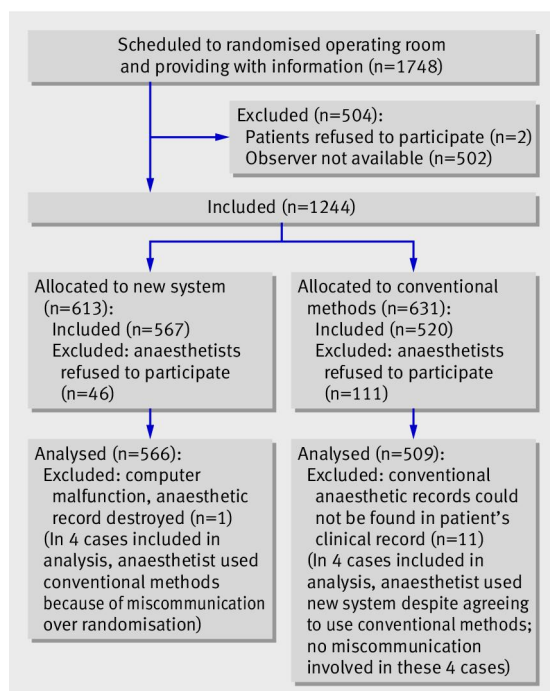 Scheduled to randomised operating room
and providing with information (n=1748)
Excluded (n=504):
Patients refused to participate (n=2)
Observer not available (n=502)
Included (n=1244)
Allocated to new system
(n=613):
Included (n=567)
Excluded: anaesthetists
refused to participate
(n=46)
Allocated to conventional
methods (n=631):
Included (n=520)
Excluded: anaesthetists
refused to participate
(n=111)
Analysed (n=566):
Excluded: computer
malfunction, anaesthetic
record destroyed (n=1)
(In 4 cases included in
analysis, anaesthetist used
conventional methods
because of miscommunication
over randomisation)
Analysed (n=509):
Excluded: conventional
anaesthetic records could
not be found in patient's
clinical record (n=11)
(In 4 cases included in
analysis, anaesthetist used
new system despite agreeing
to use conventional methods;
no miscommunication
involved in these 4 cases)